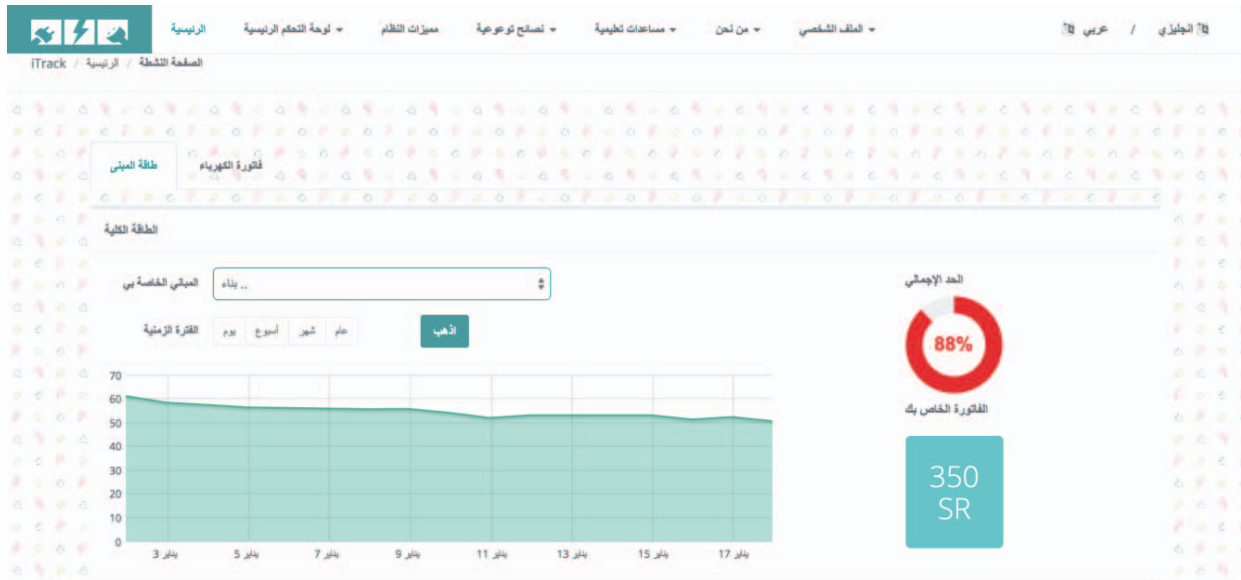 الرئيسية
لوحة التحكم الرئيسية
مميزات النظام
نصائح توعوعية
مساعدات تعليمية
من نحن
الملف الشخصي
عربي / انجليزي
iTrack / الرئيسية / الصفحة النشطة
طاقة المبنى
فاتورة الكهرباء
الطاقة الكلية
المباني الخاصة بي
بناء ..
الفترة الزمنية
يوم
أسبوع
شهر
عام
اذهب
الحد الإجمالي
88%
الفاتورة الخاص بك
350
SR
70
60
50
40
30
20
10
0
يناير 3
يناير 5
يناير 7
يناير 9
يناير 11
يناير 13
يناير 15
يناير 17